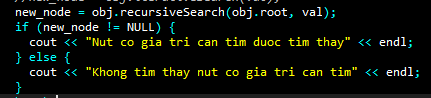 new_node = obj.recursiveSearch(obj.root, val);
if (new_node != NULL) {
cout << "Nut co gia tri can tim duoc tim thay" << endl;
} else {
cout << "Khong tim thay nut co gia tri can tim" << endl;
}